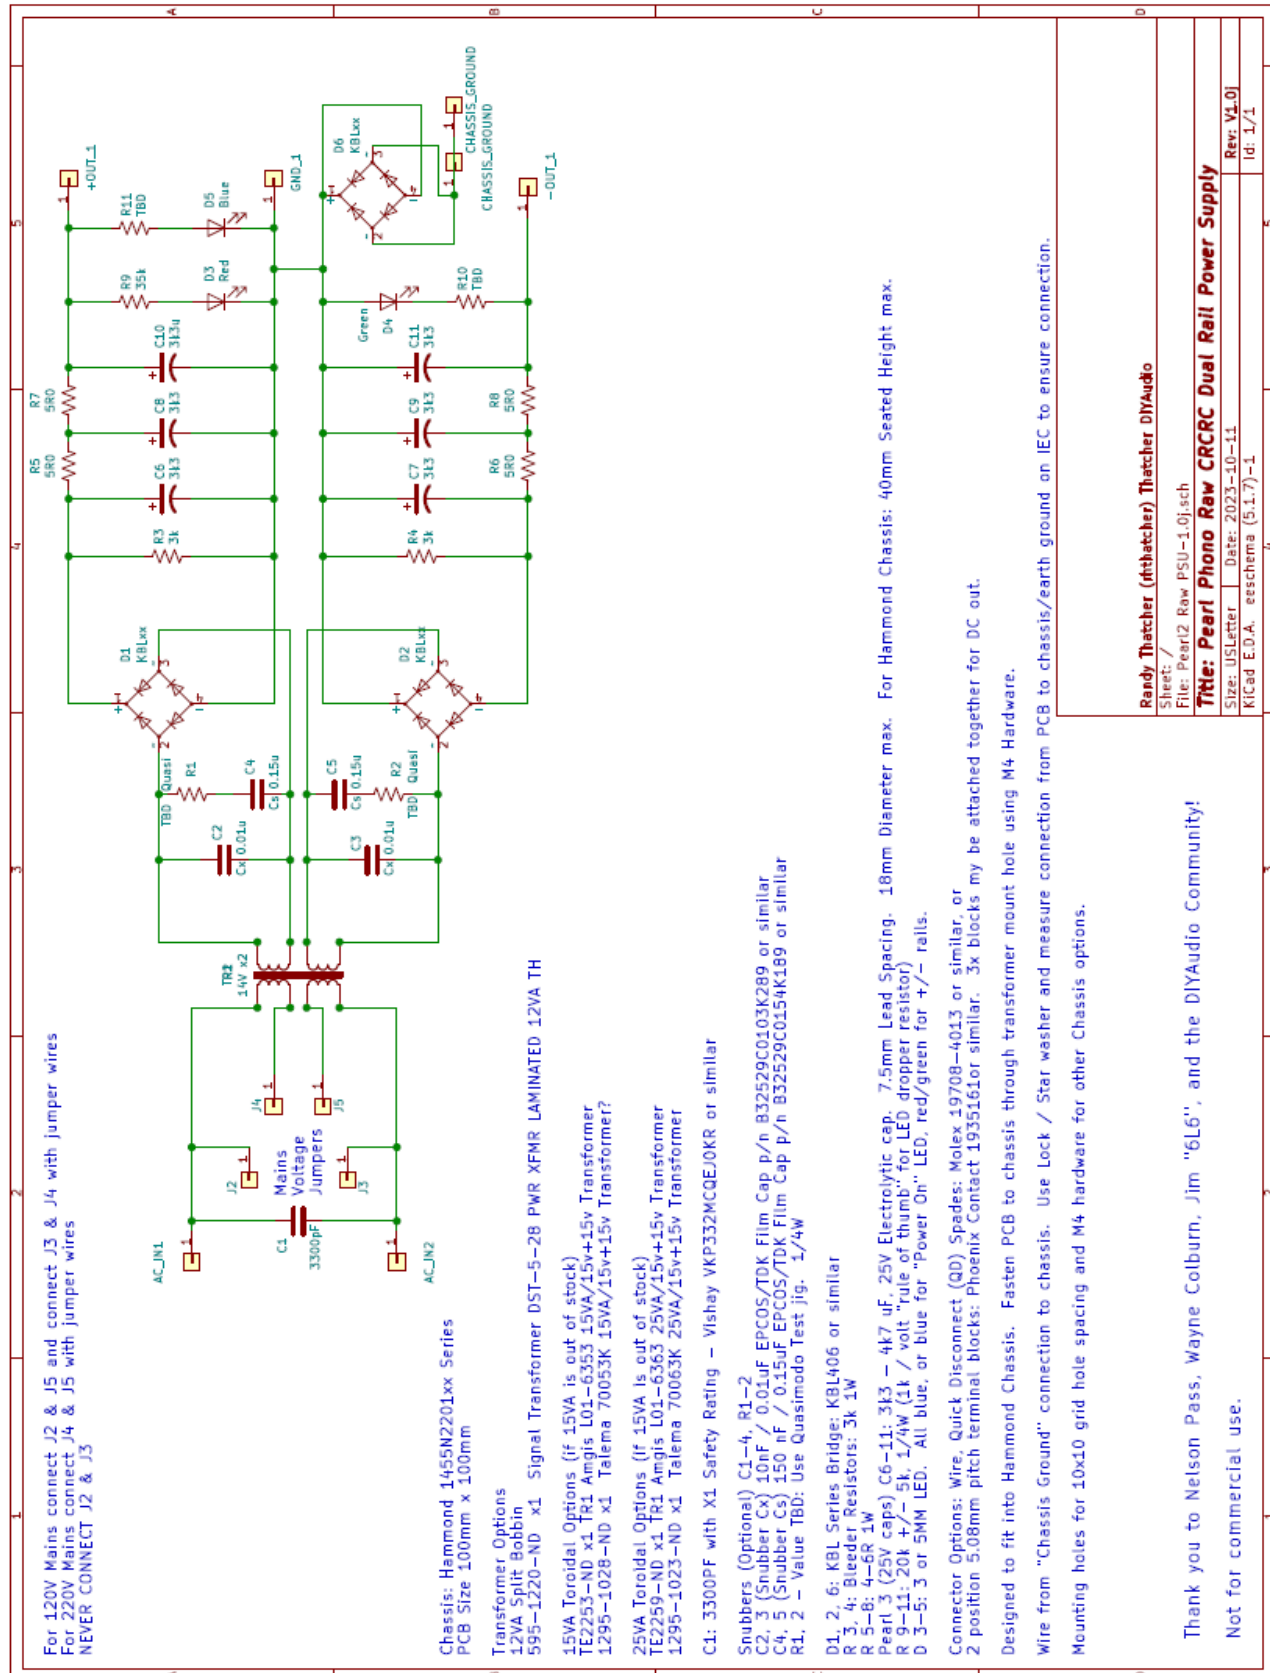 For 120V Mains connect J2 & J5 and connect J3 & J4 with jumper wires
For 220V Mains connect J4 & J5 with jumper wires
NEVER CONNECT J2 & J3
AC_IN1
1
AC_IN2
1
C1
3300pF
J2
1
J3
1
Mains
Voltage
Jumpers
J4
1
J5
1
14V x2
C2
Cx 0.01u
C3
Cx 0.01u
TBD Quasi
R1
C4
Cs 0.15u
C5
Cs 0.15u
R2
TBD Quasi
D1
KBLxx
D2
KBLxx
R3
3k
R4
3k
C6
3k3
C7
3k3
R5
5R0
R6
5R0
C8
3k3
C9
3k3
R7
5R0
R8
5R0
C10
3k3u
C11
3k3
R9
35k
D3
Red
Green
D4
R10
TBD
R11
TBD
D5
Blue
+OUT_1
1
GND_1
1
-OUT_1
1
D6
KBLxx
CHASSIS_GROUND
1
CHASSIS_GROUND
1
Chassis: Hammond 1455N2201xx Series
PCB Size 100mm x 100mm
Transformer Options
12VA Split Bobbin
595-1220-ND x1 Signal Transformer DST-5-28 PWR XFMR LAMINATED 12VA TH
15VA Toroidal Options (if 15VA is out of stock)
TE2253-ND x1 TR1 Amgis L01-6353 15VA/15v+15v Transformer
1295-1028-ND x1 Talema 70053K 15VA/15v+15v Transformer?
25VA Toroidal Options (if 15VA is out of stock)
TE2259-ND x1 TR1 Amgis L01-6363 25VA/15v+15v Transformer
1295-1023-ND x1 Talema 70063K 25VA/15v+15v Transformer
C1: 3300PF with X1 Safety Rating - Vishay VKP332MCQEJ0KR or similar
Snubbers (Optional) C1-4, R1-2
C2, 3 (Snubber Cx) 10nF / 0.01uF EPCOS/TDK Film Cap p/n B32529C0103K289 or similar
C4, 5 (Snubber Cs) 150 nF / 0.15uF EPCOS/TDK Film Cap p/n B32529C0154K189 or similar
R1, 2 - Value TBD: Use Quasimodo Test jig. 1/4W
D1, 2, 6: KBL Series Bridge: KBL406 or similar
R 3, 4: Bleeder Resistors: 3k 1W
R 5-8: 4-6R 1W
Pearl 3 (25V caps) C6-11: 3k3 - 4k7 uF, 25V Electrolytic cap. 7.5mm Lead Spacing. 18mm Diameter max. For Hammond Chassis: 40mm Seated Height max.
R 9-11: 20k +/- 5k, 1/4W (1k / volt "rule of thumb" for LED dropper resistor)
D 3-5: 3 or 5MM LED. All blue, or blue for "Power On" LED, red/green for +/- rails.
Connector Options: Wire, Quick Disconnect (QD) Spades: Molex 19708-4013 or similar, or
2 position 5.08mm pitch terminal blocks: Phoenix Contact 1935161or similar. 3x blocks my be attached together for DC out.
Designed to fit into Hammond Chassis. Fasten PCB to chassis through transformer mount hole using M4 Hardware.
Wire from "Chassis Ground" connection to chassis. Use Lock / Star washer and measure connection from PCB to chassis/earth ground on IEC to ensure connection.
Mounting holes for 10x10 grid hole spacing and M4 hardware for other Chassis options.
Thank you to Nelson Pass, Wayne Colburn, Jim "6L6", and the DIYAudio Community!
Not for commercial use.
Randy Thatcher (rhthatcher) Thatcher DIYAudio
Sheet: /
File: Pearl2 Raw PSU-1.0j.sch
Title: Pearl Phono Raw CRCRC Dual Rail Power Supply
Size: USLetter Date: 2023-10-11 Rev: V1.0j
KiCad E.D.A. eeschema (5.1.7)-1 Id: 1/1